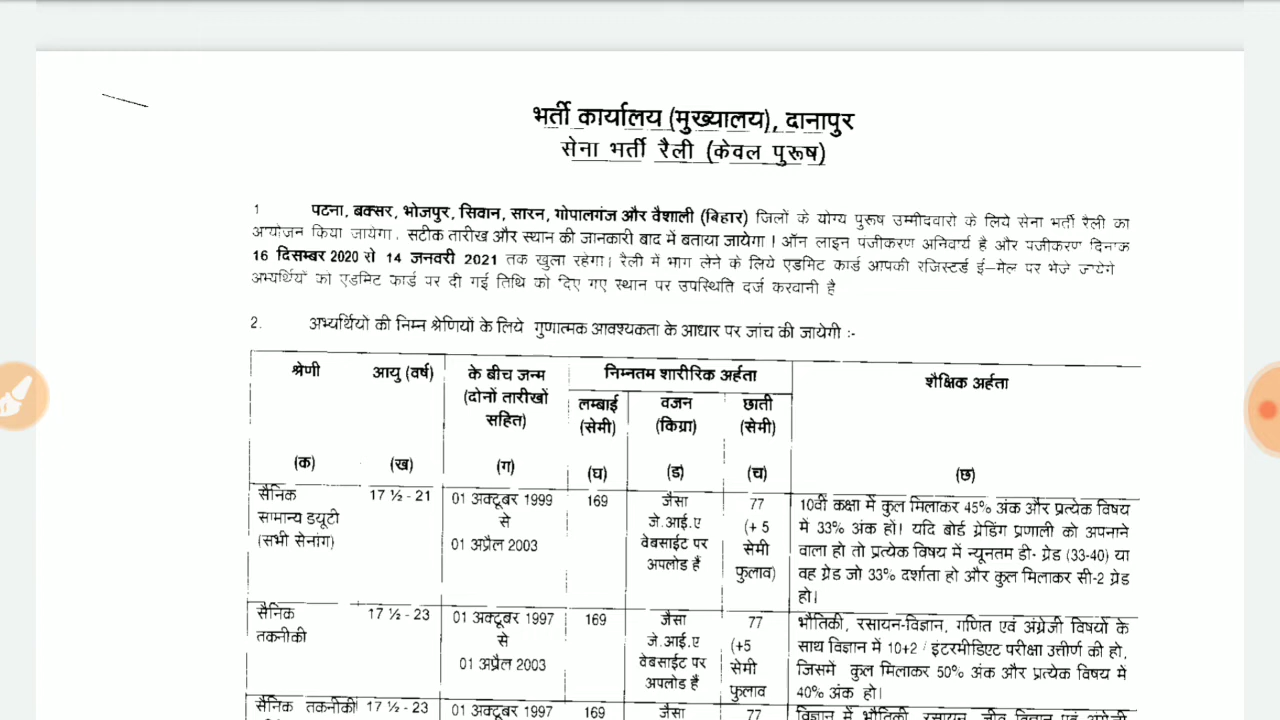 भर्ती कार्यालय (मुख्यालय), दानापुर
सेना भर्ती रैली (केवल पुरूष)
1 पटना, बक्सर, भोजपुर, सिवान, सारन, गोपालगंज और वैशाली (बिहार) जिलों के योग्य पुरूष उम्मीदवारो के लिये सेना भर्ती रैली का
आयोजन किया जायेगा. सटीक तारीख और स्थान की जानकारी बाद में बताया जायेगा ! ऑन लाइन पंजीकरण अनिवार्य है और पंजीकरण दिनांक
16 दिसम्बर 2020 से 14 जनवरी 2021 तक खुला रहेगा। रैली में भाग लेने के लिये एडमिट कार्ड आपकी रजिस्टर्ड ई-मेल पर भेजे जायेगे
अभ्यर्थियों को एडमिट कार्ड पर दी गई तिथि को दिए गए स्थान पर उपस्थिति दर्ज करवानी है
2. अभ्यर्थियो की निम्न श्रेणियों के लिये गुणात्मक आवश्यकता के आधार पर जांच की जायेगी :-
श्रेणी आयु (वर्ष) के बीच जन्म (दोनों तारीखों सहित) निम्नतम शारीरिक अर्हता शैक्षिक अर्हता
लम्बाई (सेमी) वजन (किग्रा) छाती (सेमी)
(क) (ख) (ग) (घ) (ड) (च) (छ)
सैनिक 17 ½ - 21 01 अक्टूबर 1999 169 जैसा 77 10वीं कक्षा में कुल मिलाकर 45% अंक और प्रत्येक विषय
सामान्य डयूटी से जे.आई.ए (+ 5 में 33% अंक हों। यदि बोर्ड ग्रेडिंग प्रणाली को अपनाने
(सभी सेनांग) 01 अप्रैल 2003 वेबसाईट पर सेमी वाला हो तो प्रत्येक विषय में न्यूनतम डी- ग्रेड (33-40) या
अपलोड हैं फुलाव) वह ग्रेड जो 33% दर्शाता हो और कुल मिलाकर सी-2 ग्रेड
हो।
सैनिक 17 ½ - 23 01 अक्टूबर 1997 169 जैसा 77 भौतिकी, रसायन-विज्ञान, गणित एवं अंग्रेजी विषयों के
तकनीकी से जे.आई.ए (+5 साथ विज्ञान में 10+2 / इंटरमीडिएट परीक्षा उत्तीर्ण की हो,
01 अप्रैल 2003 वेबसाईट पर सेमी जिसमें कुल मिलाकर 50% अंक और प्रत्येक विषय में
अपलोड हैं फुलाव 40% अंक हो।
सैनिक तकनीकी 17 ½ - 23 01 अक्टूबर 1997 169 जैसा 77 विज्ञान में भौतिकी, रसायन, जीव विज्ञान एवं अंग्रेजी